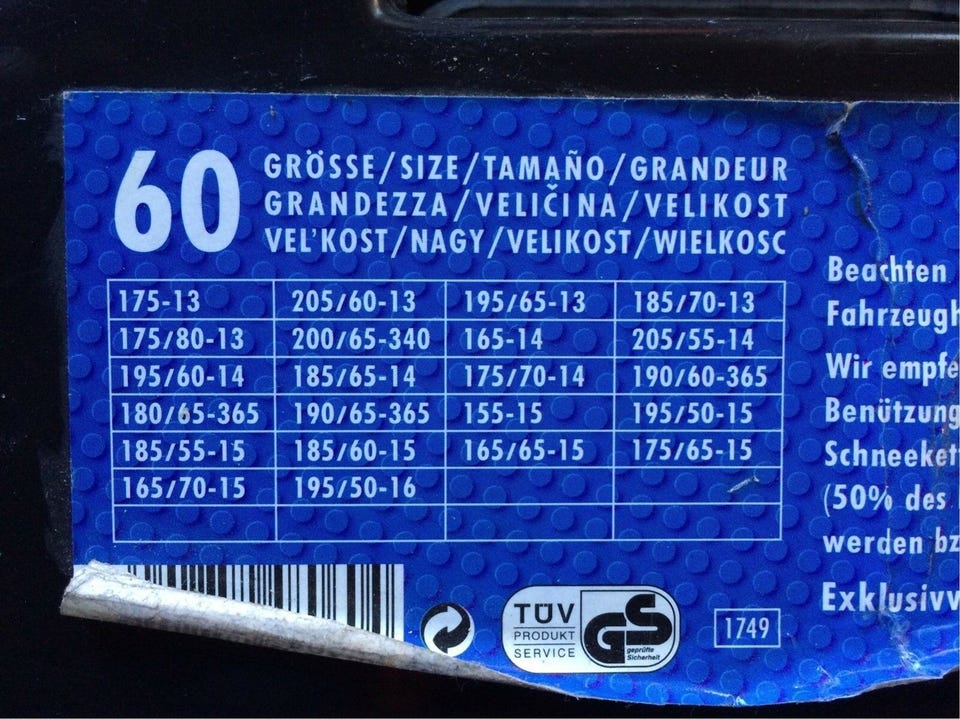 60
GRÖSSE/SIZE/TAMAÑO/GRANDEUR
GRANDEZZA/VELIČINA/VELIKOST
VEL'KOST/NAGY/VELIKOST/WIELKOSC
175-13 205/60-13 195/65-13 185/70-13
175/80-13 200/65-340 165-14 205/55-14
195/60-14 185/65-14 175/70-14 190/60-365
180/65-365 190/65-365 155-15 195/50-15
185/55-15 185/60-15 165/65-15 175/65-15
165/70-15 195/50-16
Beachten
Fahrzeugh
Wir empfe
Benützung
Schneeket
(50% des
werden bz
Exklusivv
TÜV
PRODUKT
SERVICE
GS
geprüfte
Sicherheit
1749